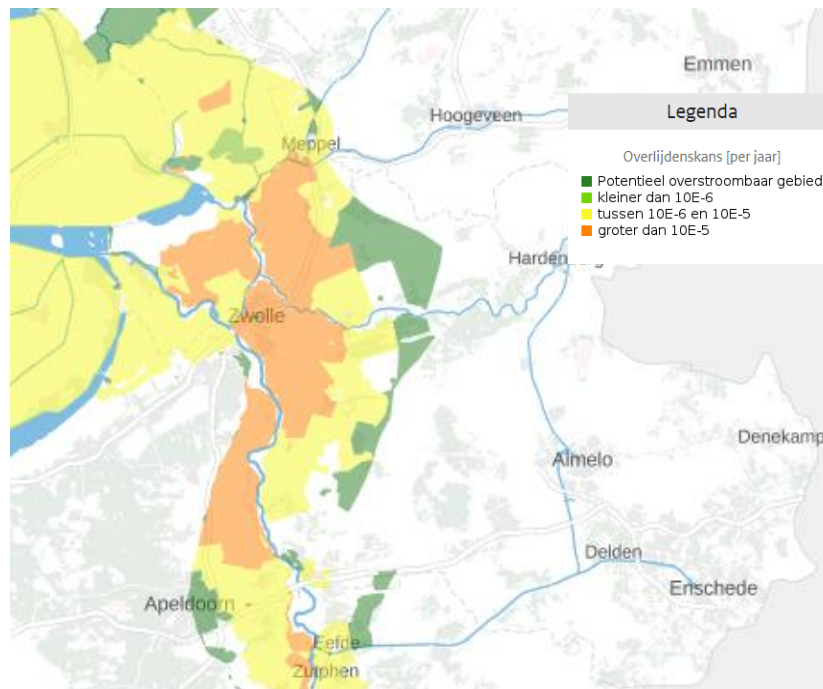 Emmen
Legenda
Hoogeveen
Meppel
Overlijdenskans [per jaar]
Potentieel overstroombaar gebied
kleiner dan 10E-6
tussen 10E-6 en 10E-5
groter dan 10E-5
Zwolle
Denekamp
Almelo
Delden
Enschede
Apeldoorn
Eefde
Zutphen